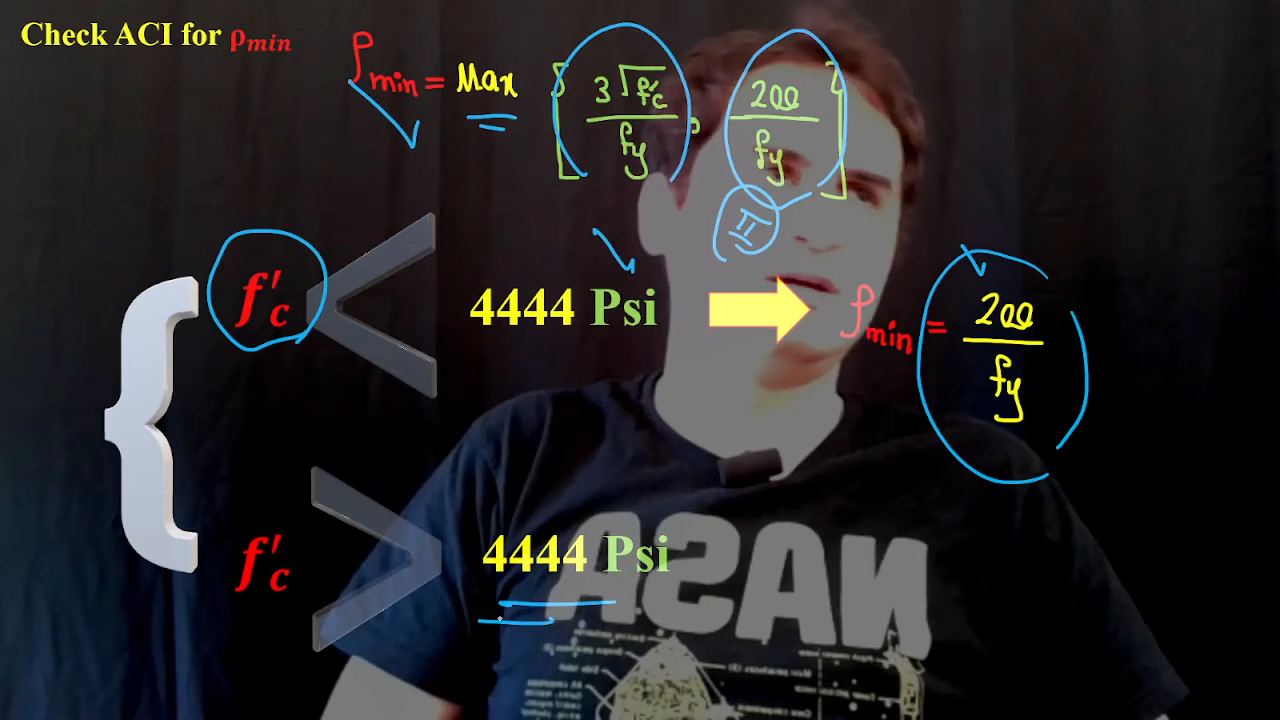 Check ACI for ρmin
ρmin = Max [ 3√f'c / fy , 200 / fy ]
II
f'c < 4444 Psi ➡ ρmin = 200 / fy
f'c > 4444 Psi
NASA